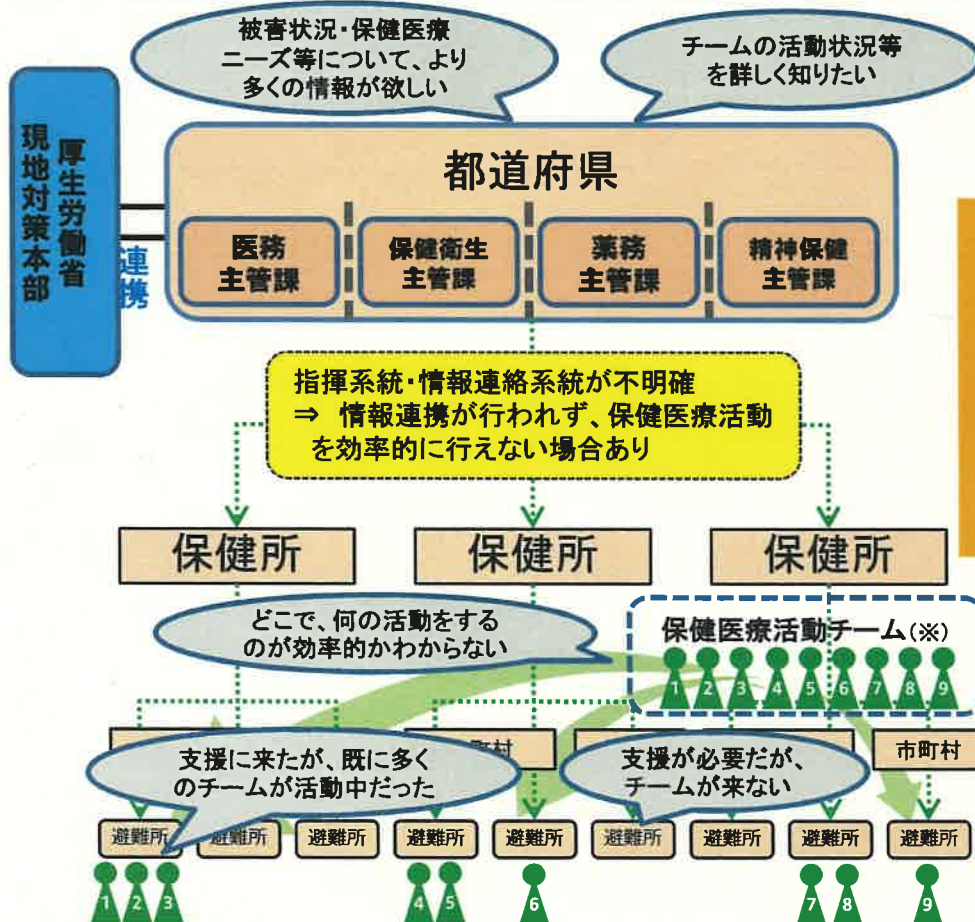 被害状況・保健医療
ニーズ等について、より
多くの情報が欲しい
チームの活動状況等
を詳しく知りたい
厚生労働省
現地対策本部
連携
都道府県
医務
主管課
保健衛生
主管課
薬務
主管課
精神保健
主管課
指揮系統・情報連絡系統が不明確
⇒ 情報連携が行われず、保健医療活動
を効率的に行えない場合あり
保健所
保健所
保健所
どこで、何の活動をする
のが効率的かわからない
保健医療活動チーム(※)
1 2 3 4 5 6 7 8 9
町村
市町村
支援に来たが、既に多く
のチームが活動中だった
支援が必要だが、
チームが来ない
避難所 避難所 避難所 避難所 避難所 避難所 避難所 避難所 避難所
1 2 3 4 5 6 7 8 9